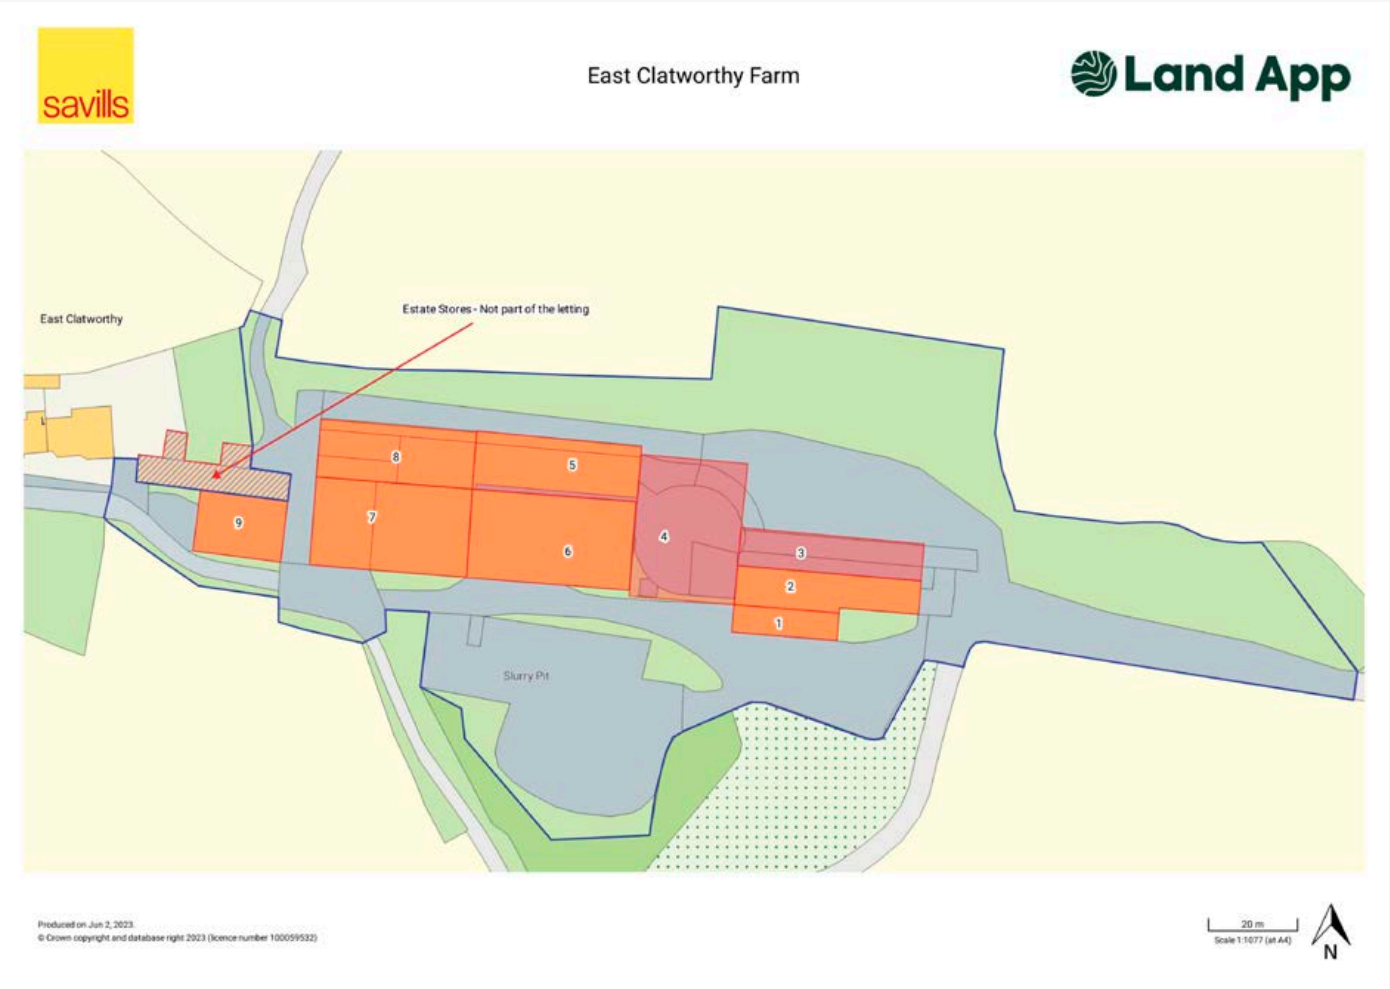 savills
East Clatworthy Farm
Land App
East Clatworthy
Estate Stores - Not part of the letting
L
8
5
7
9
4
6
3
2
1
Slurry Pit
Produced on Jun 2, 2023.
© Crown copyright and database right 2023 (licence number 100059532)
20 m
Scale 1:1077 (at A4)
N